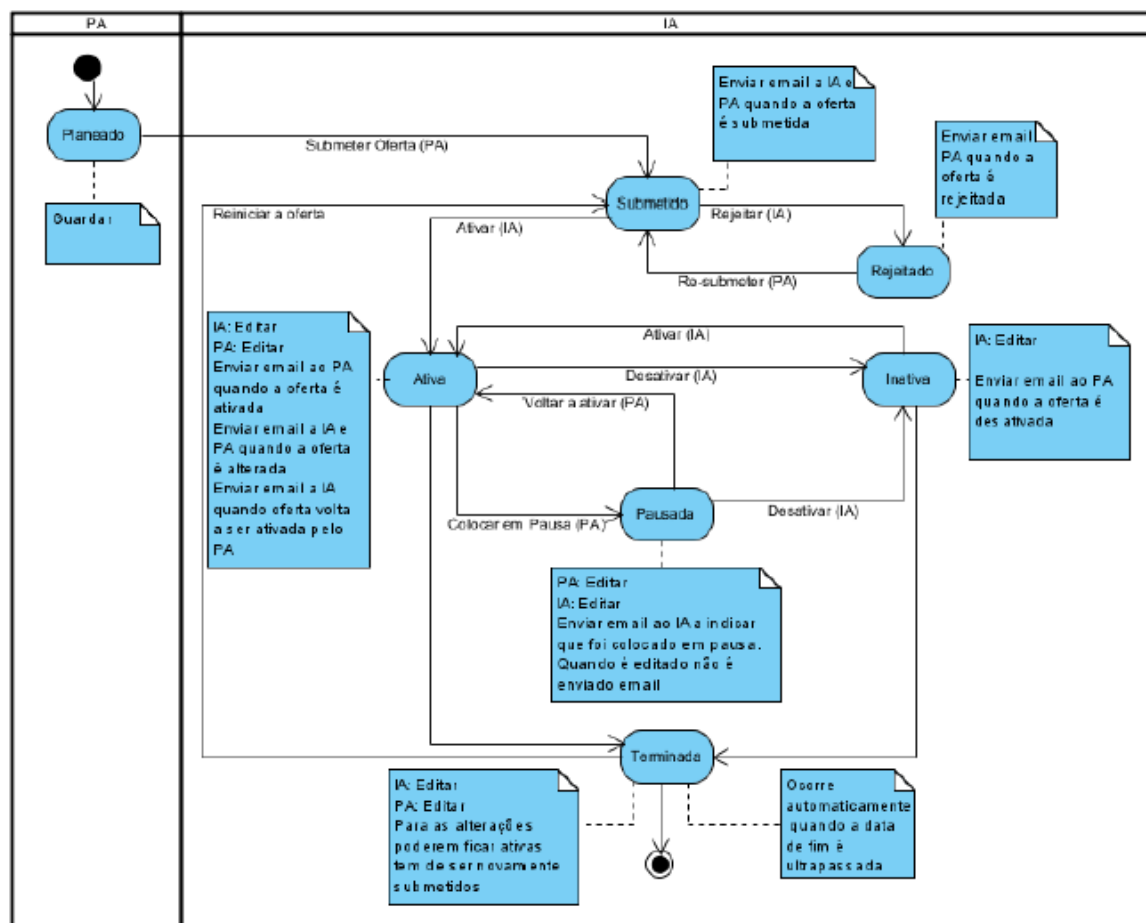 PA
IA
Planeado
Submeter Oferta (PA)
Enviar email a IA e
PA quando a oferta
é submetida
Enviar email
PA quando a
oferta é
rejeitada
Guardar
Reiniciar a oferta
Submetido
Rejeitar (IA)
Ativar (IA)
Rejeitado
Re-submeter (PA)
IA: Editar
PA: Editar
Enviar email ao PA
quando a oferta é
ativada
Enviar email a IA e
PA quando a oferta
é alterada
Enviar email a IA
quando oferta volta
a ser ativada pelo
PA
Ativar (IA)
Ativa
Desativar (IA)
Inativa
IA: Editar
Enviar email ao PA
quando a oferta é
desativada
Voltar a ativar (PA)
Colocar em Pausa (PA)
Pausada
Desativar (IA)
PA: Editar
IA: Editar
Enviar email ao IA a indicar
que foi colocado em pausa.
Quando é editado não é
enviado email
Terminada
IA: Editar
PA: Editar
Para as alterações
poderem ficar ativas
tem de ser novamente
submetidos
Ocorre
automaticamente
quando a data
de fim é
ultrapassada